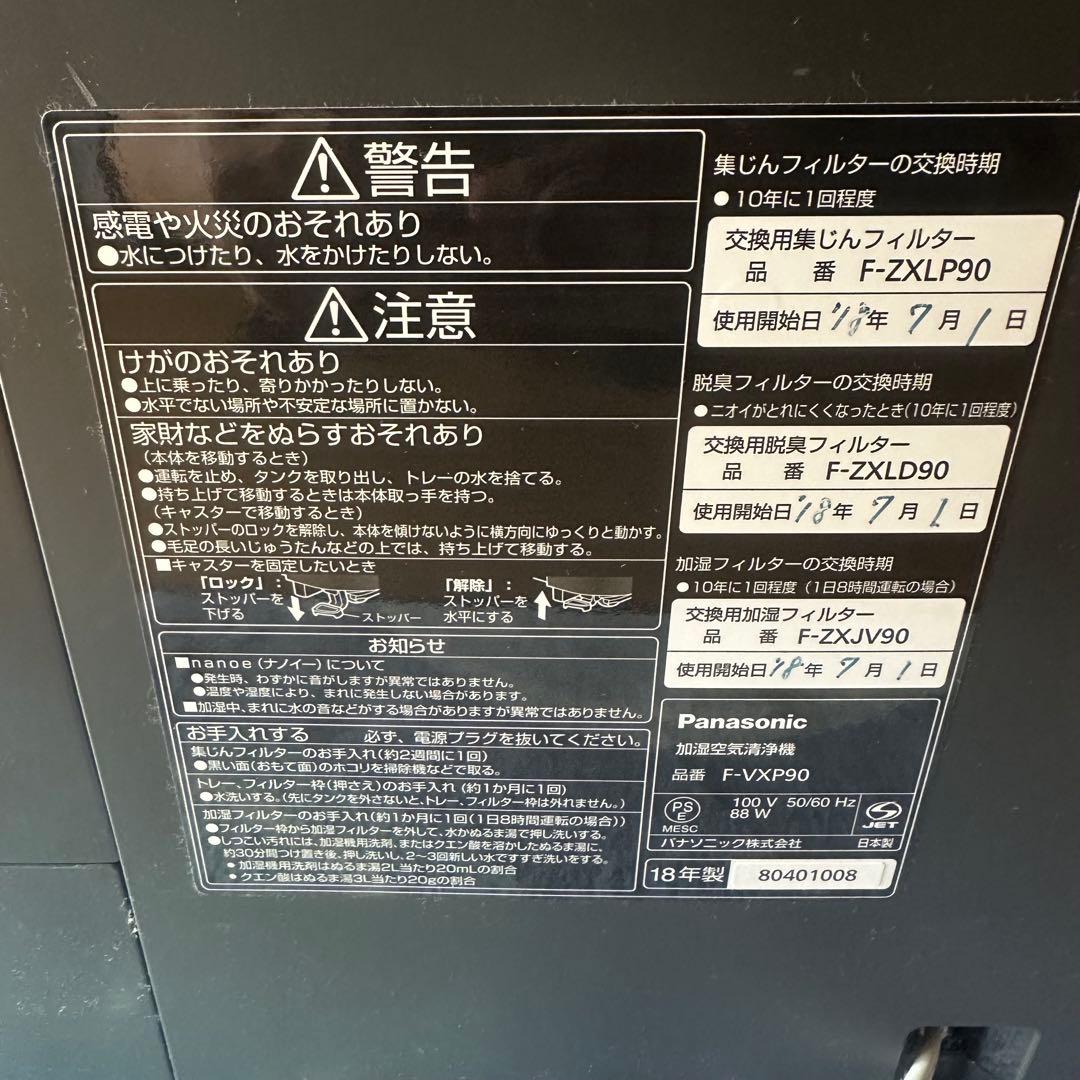 ⚠警告
感電や火災のおそれあり
●水につけたり、水をかけたりしない。
⚠注意
けがのおそれあり
●上に乗ったり、寄りかかったりしない。
●水平でない場所や不安定な場所に置かない。
家財などをぬらすおそれあり
(本体を移動するとき)
●運転を止め、タンクを取り出し、トレーの水を捨てる。
●持ち上げて移動するときは本体取っ手を持つ。
(キャスターで移動するとき)
●ストッパーのロックを解除し、本体を傾けないように横方向にゆっくりと動かす。
●毛足の長いじゅうたんなどの上では、持ち上げて移動する。
■キャスターを固定したいとき
「ロック」:
ストッパーを
下げる
ストッパー
「解除」:
ストッパーを
水平にする
お知らせ
■nanoe(ナノイー)について
●発生時、わずかに音がしますが異常ではありません。
●温度や湿度により、まれに発生しない場合があります。
■加湿中、まれに水の音などがする場合がありますが異常ではありません。
お手入れする 必ず、電源プラグを抜いてください。
集じんフィルターのお手入れ(約2週間に1回)
●黒い面(おもて面)のホコリを掃除機などで取る。
トレー、フィルター枠(押さえ)のお手入れ(約1か月に1回)
●水洗いする。(先にタンクを外さないと、トレー、フィルター枠は外れません。)
加湿フィルターのお手入れ(約1か月に1回(1日8時間運転の場合))
●フィルター枠から加湿フィルターを外して、水かぬるま湯で押し洗いする。
●しつこい汚れには、加湿機用洗剤、またはクエン酸を溶かしたぬるま湯に、
約30分間つけ置き後、押し洗いし、2~3回新しい水ですすぎ洗いをする。
• 加湿機用洗剤はぬるま湯2L当たり20mLの割合
• クエン酸はぬるま湯3L当たり20gの割合
集じんフィルターの交換時期
●10年に1回程度
交換用集じんフィルター
品番 F-ZXLP90
使用開始日'18年7月1日
脱臭フィルターの交換時期
●ニオイがとれにくくなったとき(10年に1回程度)
交換用脱臭フィルター
品番 F-ZXLD90
使用開始日'18年7月1日
加湿フィルターの交換時期
●10年に1回程度(1日8時間運転の場合)
交換用加湿フィルター
品番 F-ZXJV90
使用開始日'18年7月1日
Panasonic
加湿空気清浄機
品番 F-VXP90
PS
E
MESC
100 V 50/60 Hz
88 W
JET
パナソニック株式会社 日本製
18年製 80401008